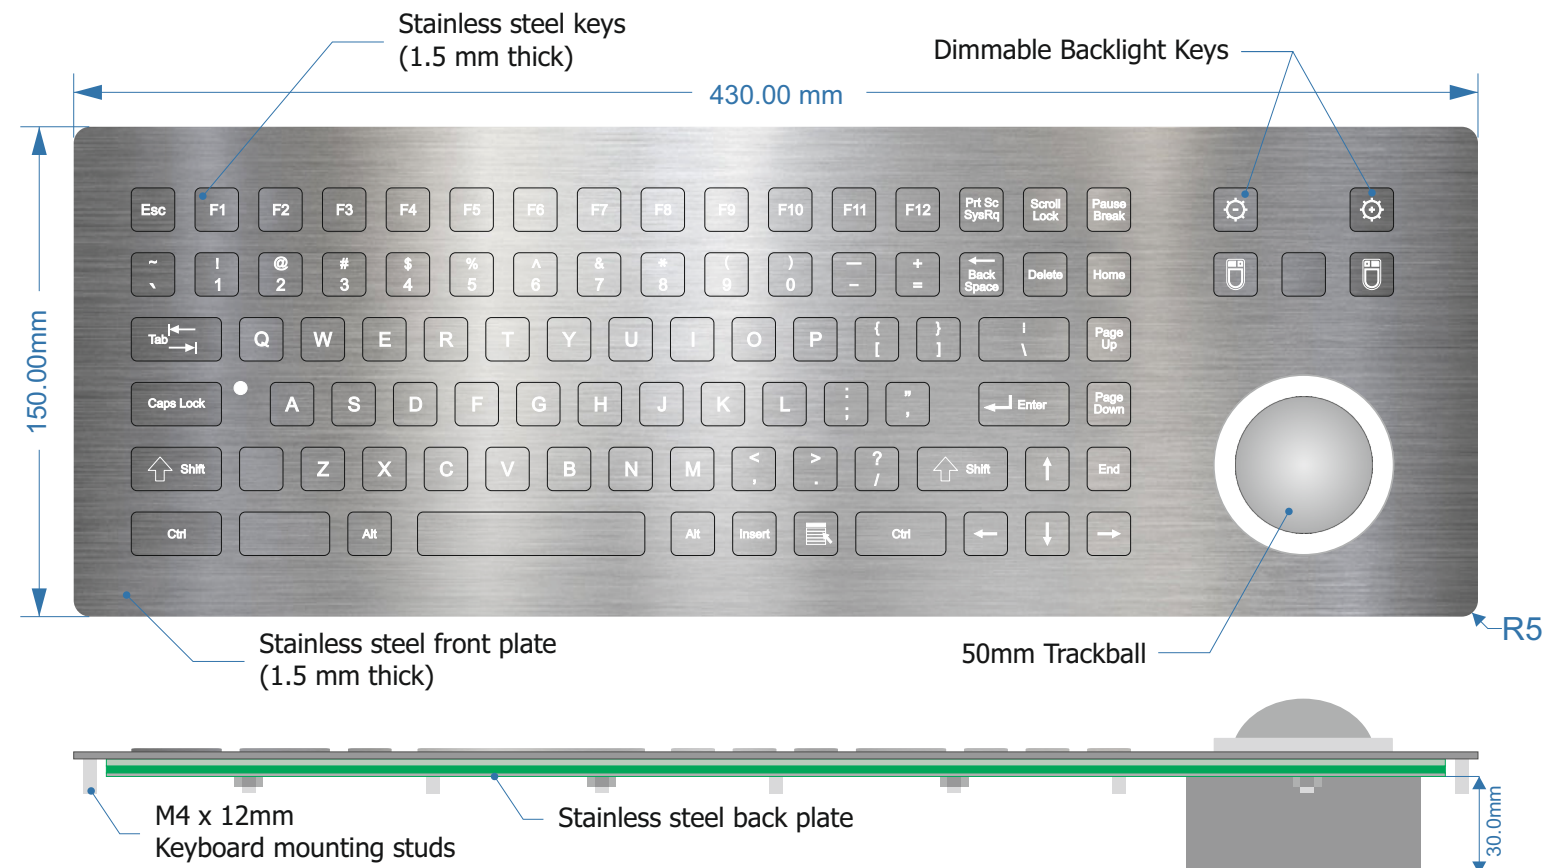 Stainless steel keys
(1.5 mm thick)
Dimmable Backlight Keys
430.00 mm
150.00mm
Esc F1 F2 F3 F4 F5 F6 F7 F8 F9 F10 F11 F12 Prt Sc SysRq Scroll Lock Pause Break
~ ! @ # $ % ^ & * ( ) — + Back Space Delete Home
` 1 2 3 4 5 6 7 8 9 0 – =
Tab Q W E R T Y U I O P { [ } ] ¦ \ Page Up
Caps Lock A S D F G H J K L : ; " , Enter Page Down
Shift Z X C V B N M < , > . ? / Shift End
Ctrl Alt Alt Insert Ctrl
R5
Stainless steel front plate
(1.5 mm thick)
50mm Trackball
M4 x 12mm
Keyboard mounting studs
Stainless steel back plate
30.0mm